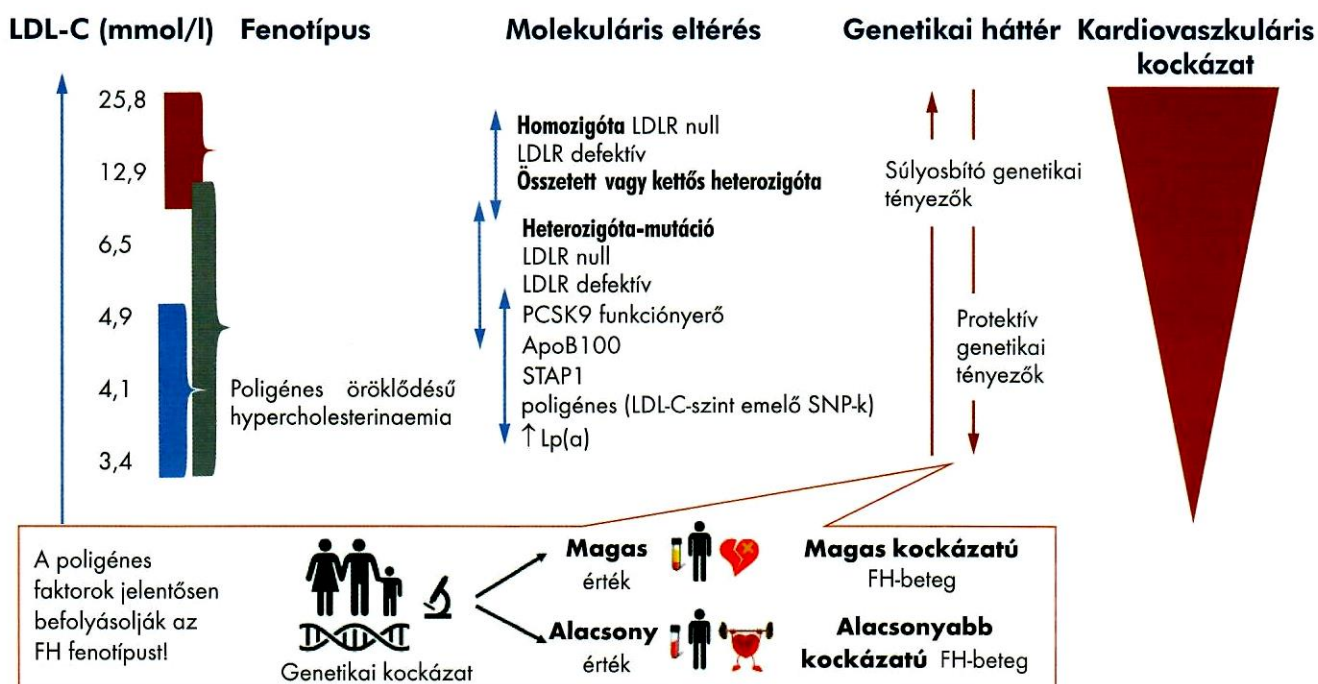 LDL-C (mmol/l) Fenotípus Molekuláris eltérés Genetikai háttér Kardiovaszkuláris
kockázat
25,8
12,9
6,5
4,9
4,1
3,4
Poligénes öröklődésű
hypercholesterinaemia
Homozigóta LDLR null
LDLR defektív
Összetett vagy kettős heterozigóta
Heterozigóta-mutáció
LDLR null
LDLR defektív
PCSK9 funkciónyerő
ApoB100
STAP1
poligénes (LDL-C-szint emelő SNP-k)
↑ Lp(a)
Súlyosbító genetikai
tényezők
Protektív
genetikai
tényezők
A poligénes
faktorok jelentősen
befolyásolják az
FH fenotípust!
Genetikai kockázat
Magas
érték
Magas kockázatú
FH-beteg
Alacsony
érték
Alacsonyabb
kockázatú FH-beteg